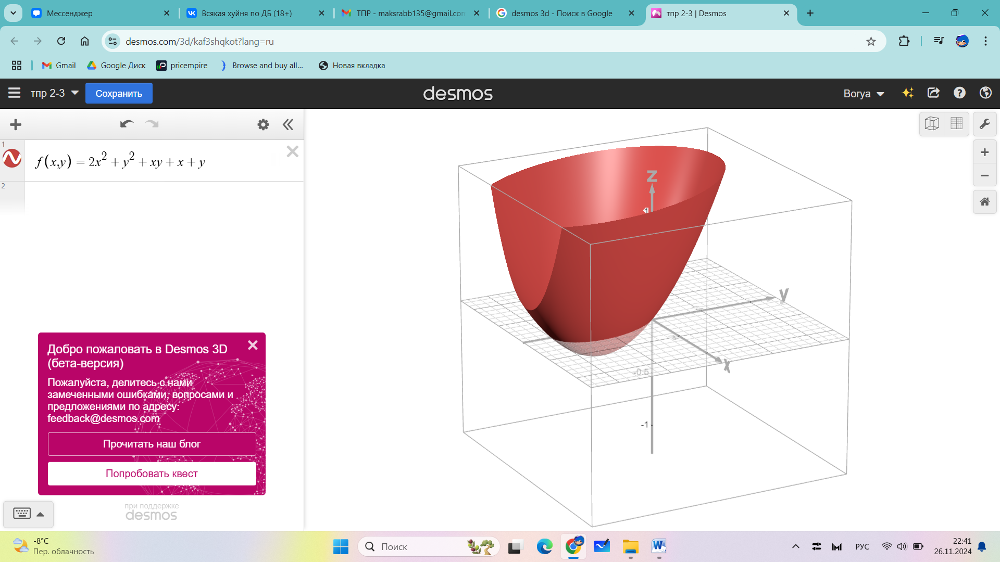 Мессенджер
Всякая хуйня по ДБ (18+)
ТПР - maksrabb135@gmail.com
desmos 3d - Поиск в Google
тпр 2-3 | Desmos
desmos.com/3d/kaf3shqkot?lang=ru
Gmail
Google Диск
pricempire
Browse and buy all...
Новая вкладка
тпр 2-3
Сохранить
desmos
Borya
1
f(x,y) = 2x² + y² + xy + x + y
2
z
1
y
x
-0.5
-1
Добро пожаловать в Desmos 3D
(бета-версия)
Пожалуйста, делитесь с нами
замеченными ошибками, вопросами и
предложениями по адресу:
feedback@desmos.com
Прочитать наш блог
Попробовать квест
при поддержке
desmos
-8°C
Пер. облачность
Поиск
РУС
22:41
26.11.2024